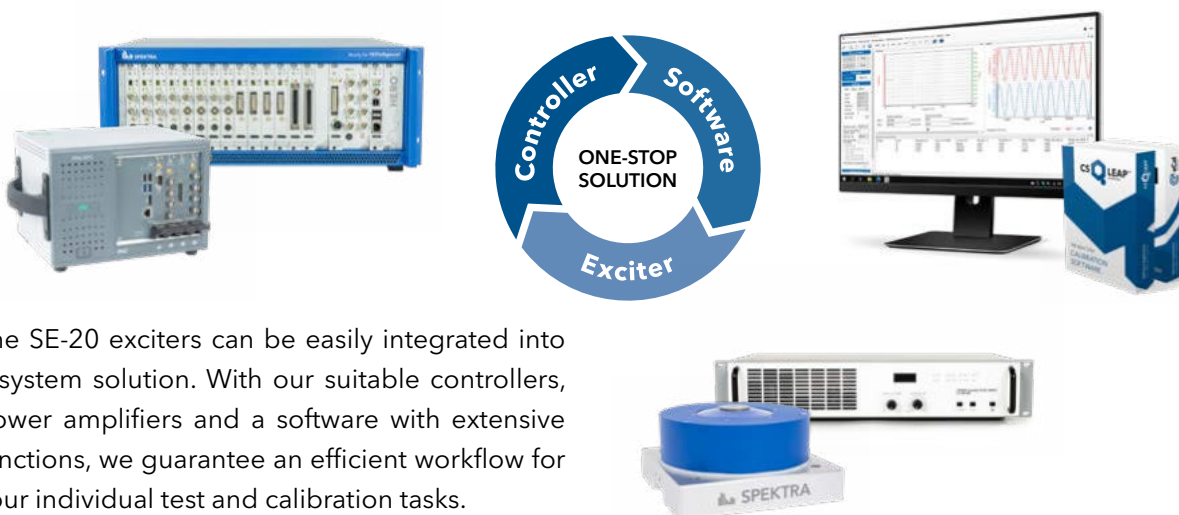 SPEKTRA
HERO
Controller
Software
Exciter
ONE-STOP
SOLUTION
CS Q LEAP
CALIBRATION
SOFTWARE
he SE-20 exciters can be easily integrated into
system solution. With our suitable controllers,
ower amplifiers and a software with extensive
nctions, we guarantee an efficient workflow for
our individual test and calibration tasks.
SPEKTRA